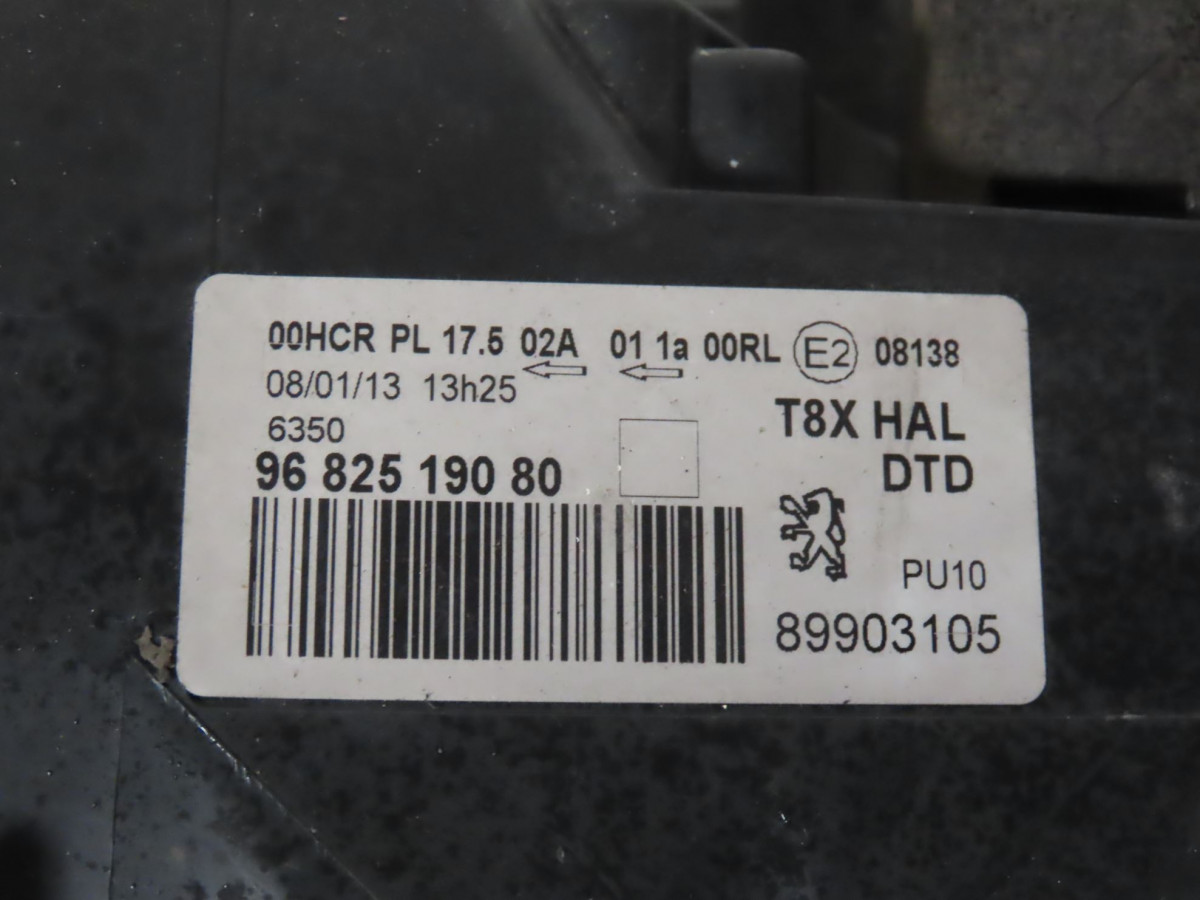 00HCR PL 17.5 02A 01 1a 00RL E2 08138
08/01/13 13h25
6350
T8X HAL
96 825 190 80
DTD
PU10
89903105